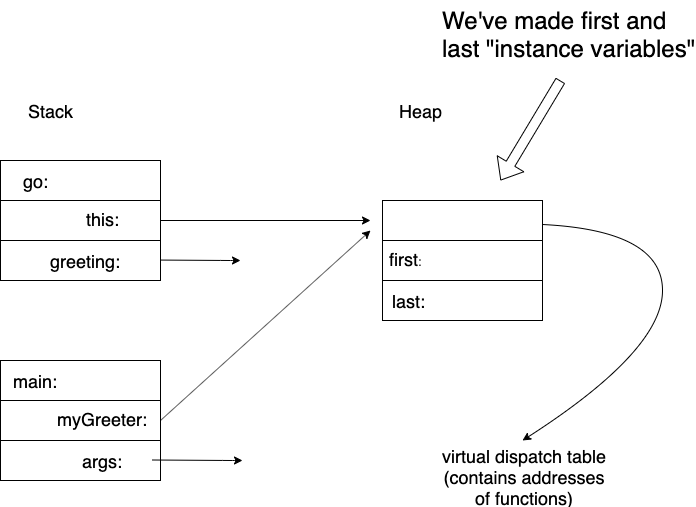 We've made first and
last "instance variables"
Stack
Heap
go:
this:
greeting:
first:
last:
main:
myGreeter:
args:
virtual dispatch table
(contains addresses
of functions)